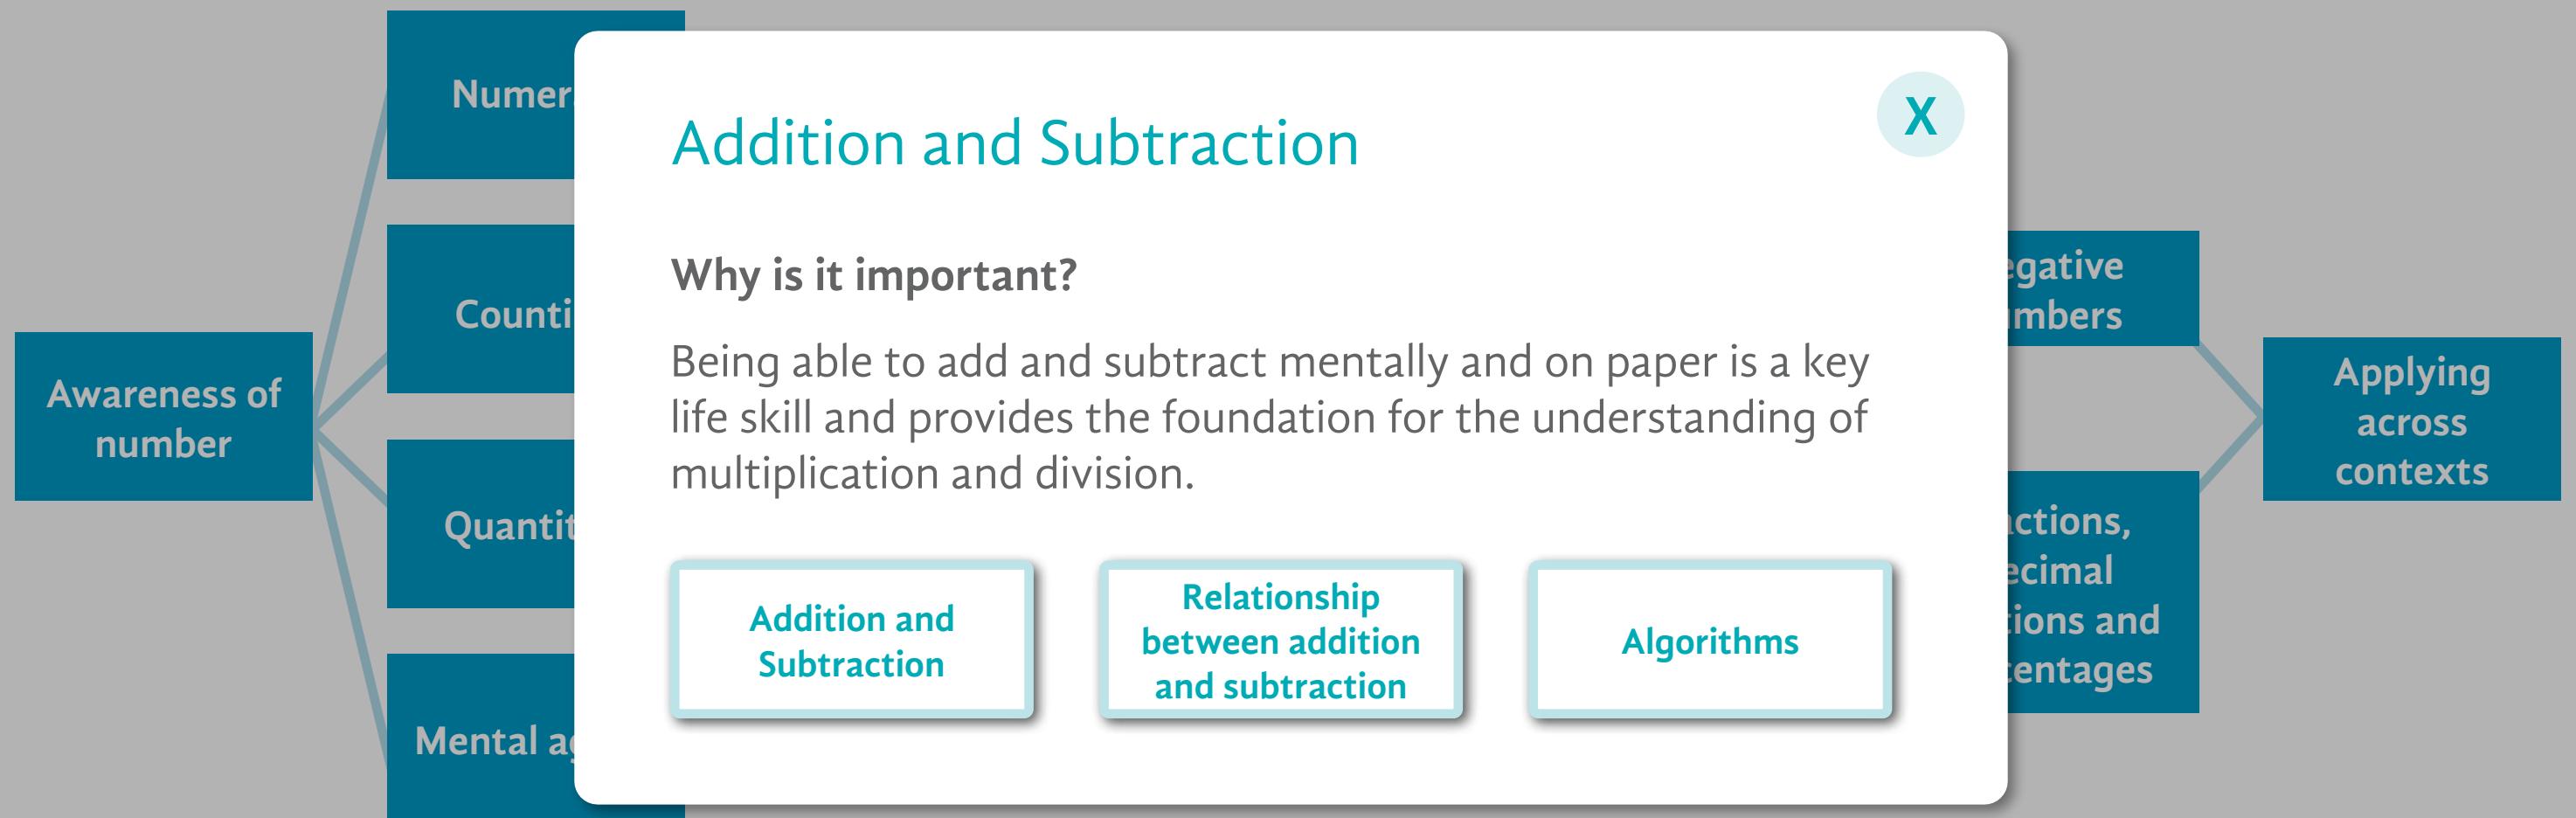 Awareness of
number
Addition and Subtraction
X
Why is it important?
Being able to add and subtract mentally and on paper is a key
life skill and provides the foundation for the understanding of
multiplication and division.
Addition and
Subtraction
Relationship
between addition
and subtraction
Algorithms
Mental
and
Applying
across
contexts